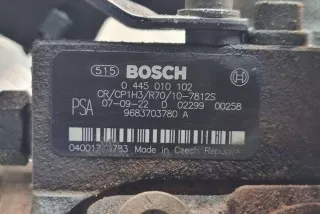 515 BOSCH
0 445 010 102
CR/CP1H3/R70/10-7812S
PSA 07-09-22 D 02299 00258
9683703780 A
Made in Czech Republic